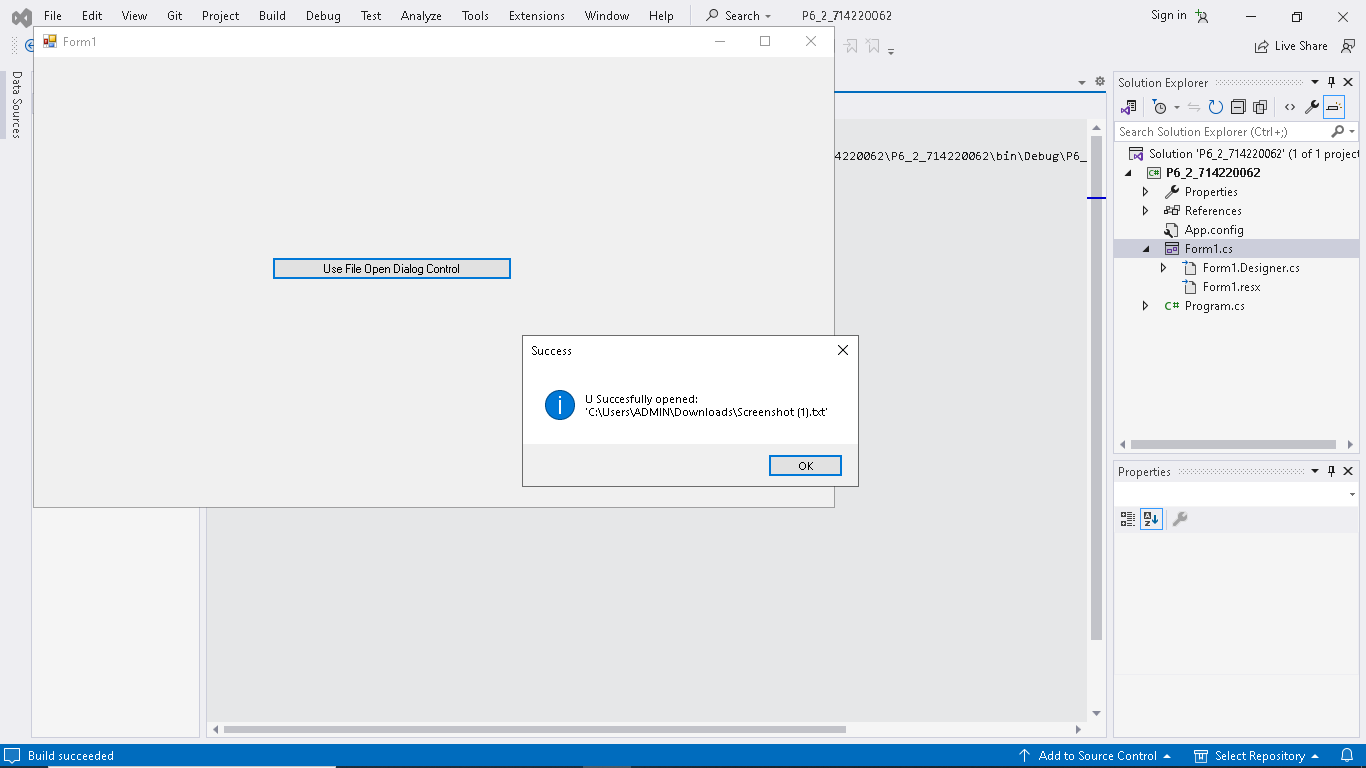 File Edit View Git Project Build Debug Test Analyze Tools Extensions Window Help Search P6_2_714220062 Sign in
Form1
Live Share
Data Sources
Use File Open Dialog Control
4220062\P6_2_714220062\bin\Debug\P6_
Success
U Succesfully opened:
'C:\Users\ADMIN\Downloads\Screenshot (1).txt'
OK
Solution Explorer
Search Solution Explorer (Ctrl+;)
Solution 'P6_2_714220062' (1 of 1 project
C# P6_2_714220062
Properties
References
App.config
Form1.cs
Form1.Designer.cs
Form1.resx
C# Program.cs
Properties
Build succeeded
Add to Source Control
Select Repository